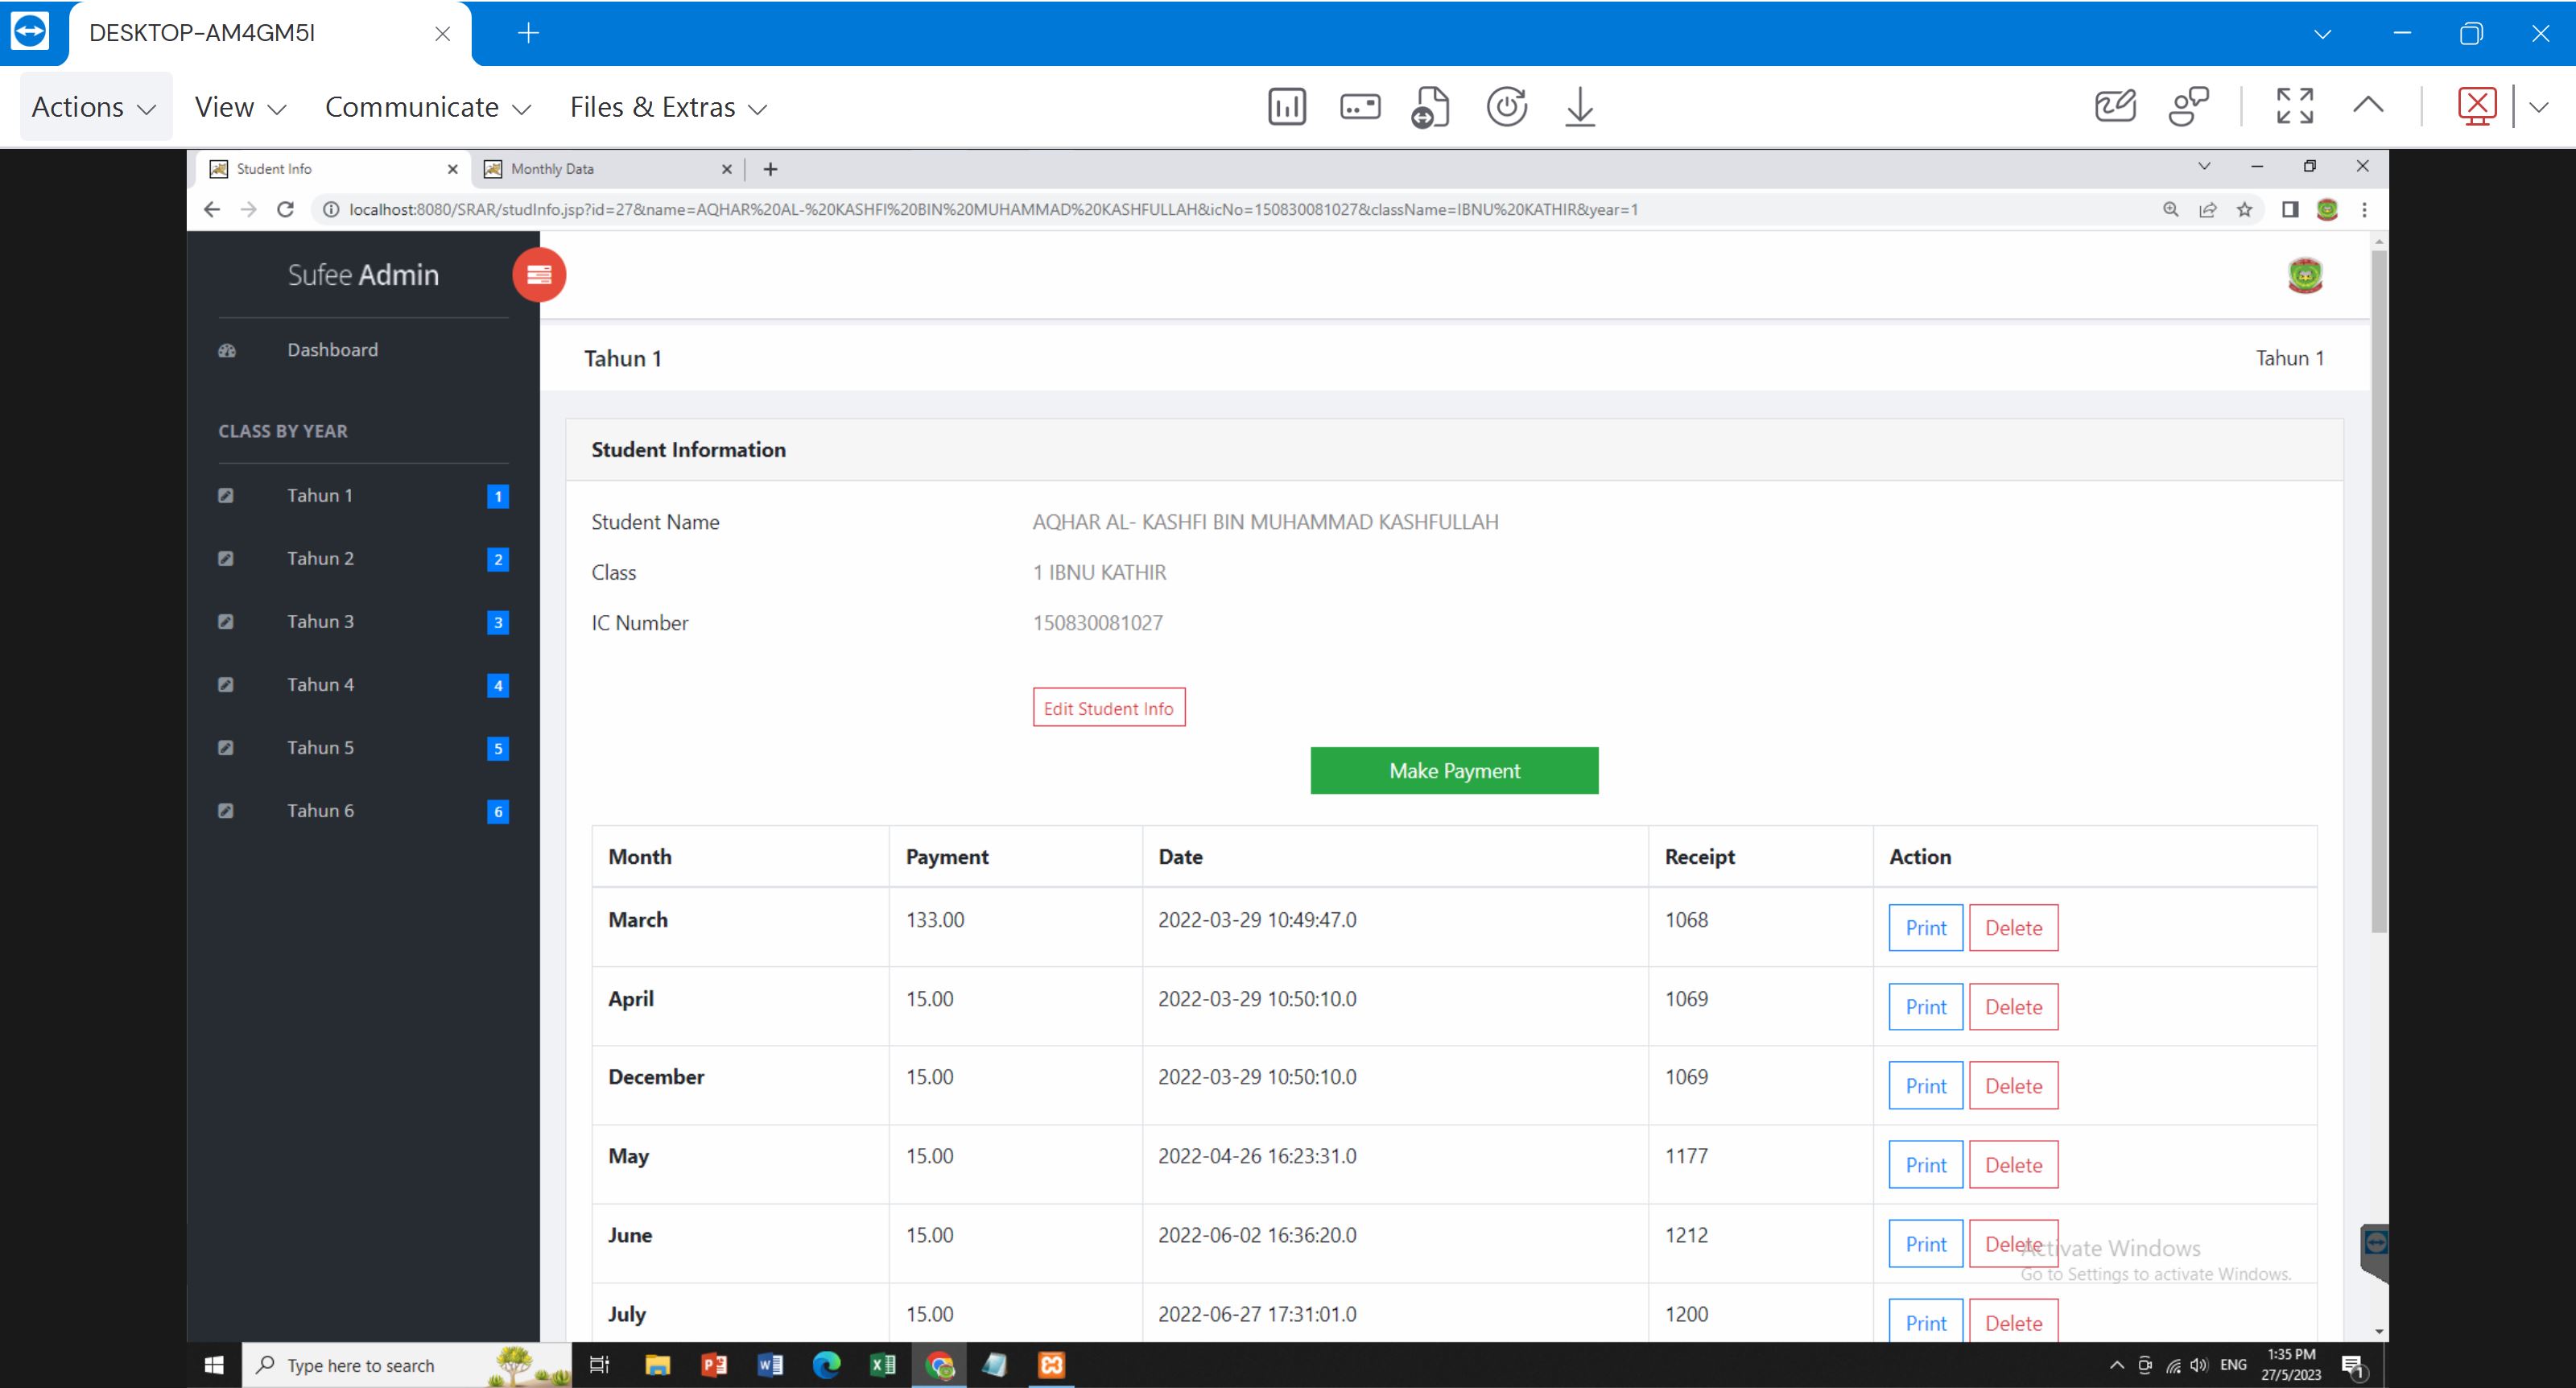 DESKTOP-AM4GM5I
Actions View Communicate Files & Extras
Student Info Monthly Data
localhost:8080/SRAR/studInfo.jsp?id=27&name=AQHAR%20AL-%20KASHFI%20BIN%20MUHAMMAD%20KASHFULLAH&icNo=150830081027&className=IBNU%20KATHIR&year=1
Sufee Admin
Dashboard
CLASS BY YEAR
Tahun 1 1
Tahun 2 2
Tahun 3 3
Tahun 4 4
Tahun 5 5
Tahun 6 6
Tahun 1 Tahun 1
Student Information
Student Name AQHAR AL- KASHFI BIN MUHAMMAD KASHFULLAH
Class 1 IBNU KATHIR
IC Number 150830081027
Edit Student Info
Make Payment
Month Payment Date Receipt Action
March 133.00 2022-03-29 10:49:47.0 1068 Print Delete
April 15.00 2022-03-29 10:50:10.0 1069 Print Delete
December 15.00 2022-03-29 10:50:10.0 1069 Print Delete
May 15.00 2022-04-26 16:23:31.0 1177 Print Delete
June 15.00 2022-06-02 16:36:20.0 1212 Print Delete
Activate Windows
Go to Settings to activate Windows.
July 15.00 2022-06-27 17:31:01.0 1200 Print Delete
Type here to search
ENG
1:35 PM
27/5/2023
1